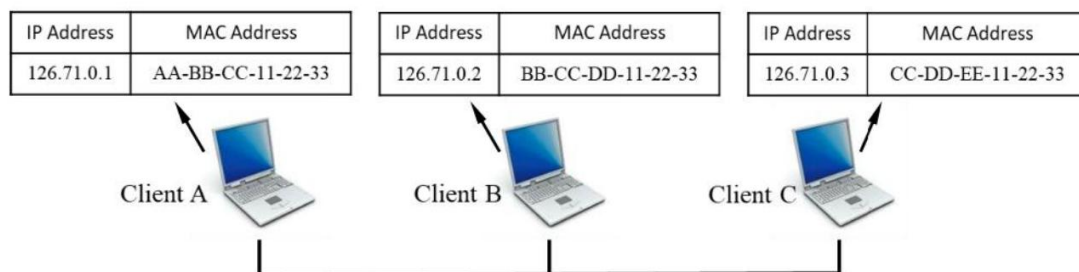 IP Address MAC Address
126.71.0.1 AA-BB-CC-11-22-33
IP Address MAC Address
126.71.0.2 BB-CC-DD-11-22-33
IP Address MAC Address
126.71.0.3 CC-DD-EE-11-22-33
Client A
Client B
Client C